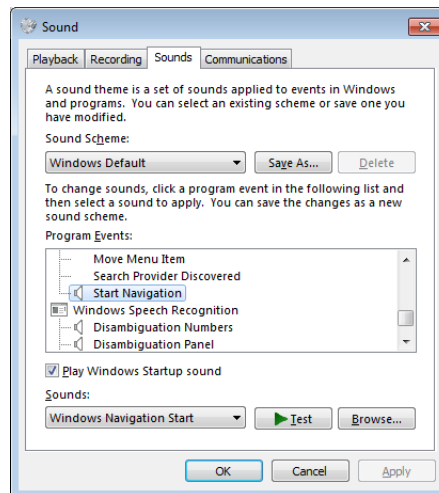 Sound
Playback
Recording
Sounds
Communications
A sound theme is a set of sounds applied to events in Windows
and programs. You can select an existing scheme or save one you
have modified.
Sound Scheme:
Windows Default
Save As...
Delete
To change sounds, click a program event in the following list and
then select a sound to apply. You can save the changes as a new
sound scheme.
Program Events:
Move Menu Item
Search Provider Discovered
Start Navigation
Windows Speech Recognition
Disambiguation Numbers
Disambiguation Panel
Play Windows Startup sound
Sounds:
Windows Navigation Start
Test
Browse...
OK
Cancel
Apply